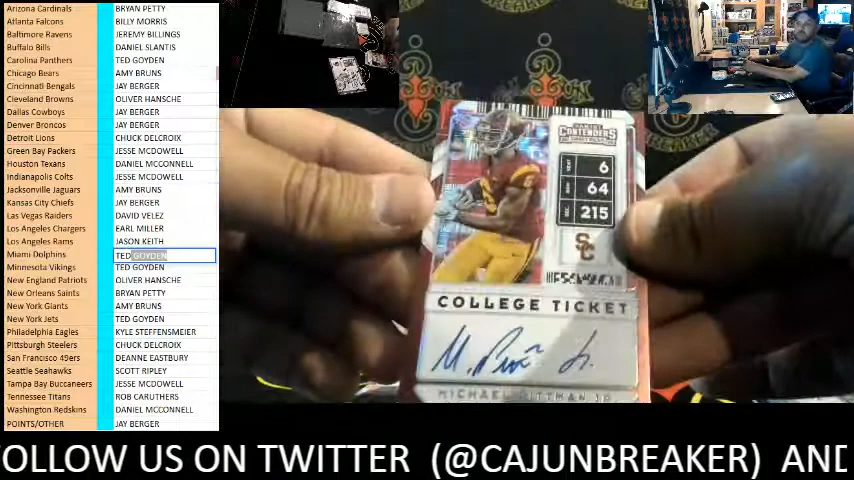 Arizona Cardinals BRYAN PETTY
Atlanta Falcons BILLY MORRIS
Baltimore Ravens JEREMY BILLINGS
Buffalo Bills DANIEL SLANTIS
Carolina Panthers TED GOYDEN
Chicago Bears AMY BRUNS
Cincinnati Bengals JAY BERGER
Cleveland Browns OLIVER HANSCHE
Dallas Cowboys JAY BERGER
Denver Broncos JAY BERGER
Detroit Lions CHUCK DELCROIX
Green Bay Packers JESSE MCDOWELL
Houston Texans DANIEL MCCONNELL
Indianapolis Colts JESSE MCDOWELL
Jacksonville Jaguars AMY BRUNS
Kansas City Chiefs JAY BERGER
Las Vegas Raiders DAVID VELEZ
Los Angeles Chargers EARL MILLER
Los Angeles Rams JASON KEITH
Miami Dolphins TED GOYDEN
Minnesota Vikings TED GOYDEN
New England Patriots OLIVER HANSCHE
New Orleans Saints BRYAN PETTY
New York Giants AMY BRUNS
New York Jets TED GOYDEN
Philadelphia Eagles KYLE STEFFENSMEIER
Pittsburgh Steelers CHUCK DELCROIX
San Francisco 49ers DEANNE EASTBURY
Seattle Seahawks SCOTT RIPLEY
Tampa Bay Buccaneers JESSE MCDOWELL
Tennessee Titans ROB CARUTHERS
Washington Redskins DANIEL MCCONNELL
POINTS/OTHER JAY BERGER
PANINI
CONTENDERS
6
64
215
SC
COLLEGE TICKET
MICHAEL PITTMAN JR.
OLLOW US ON TWITTER (@CAJUNBREAKER) AND